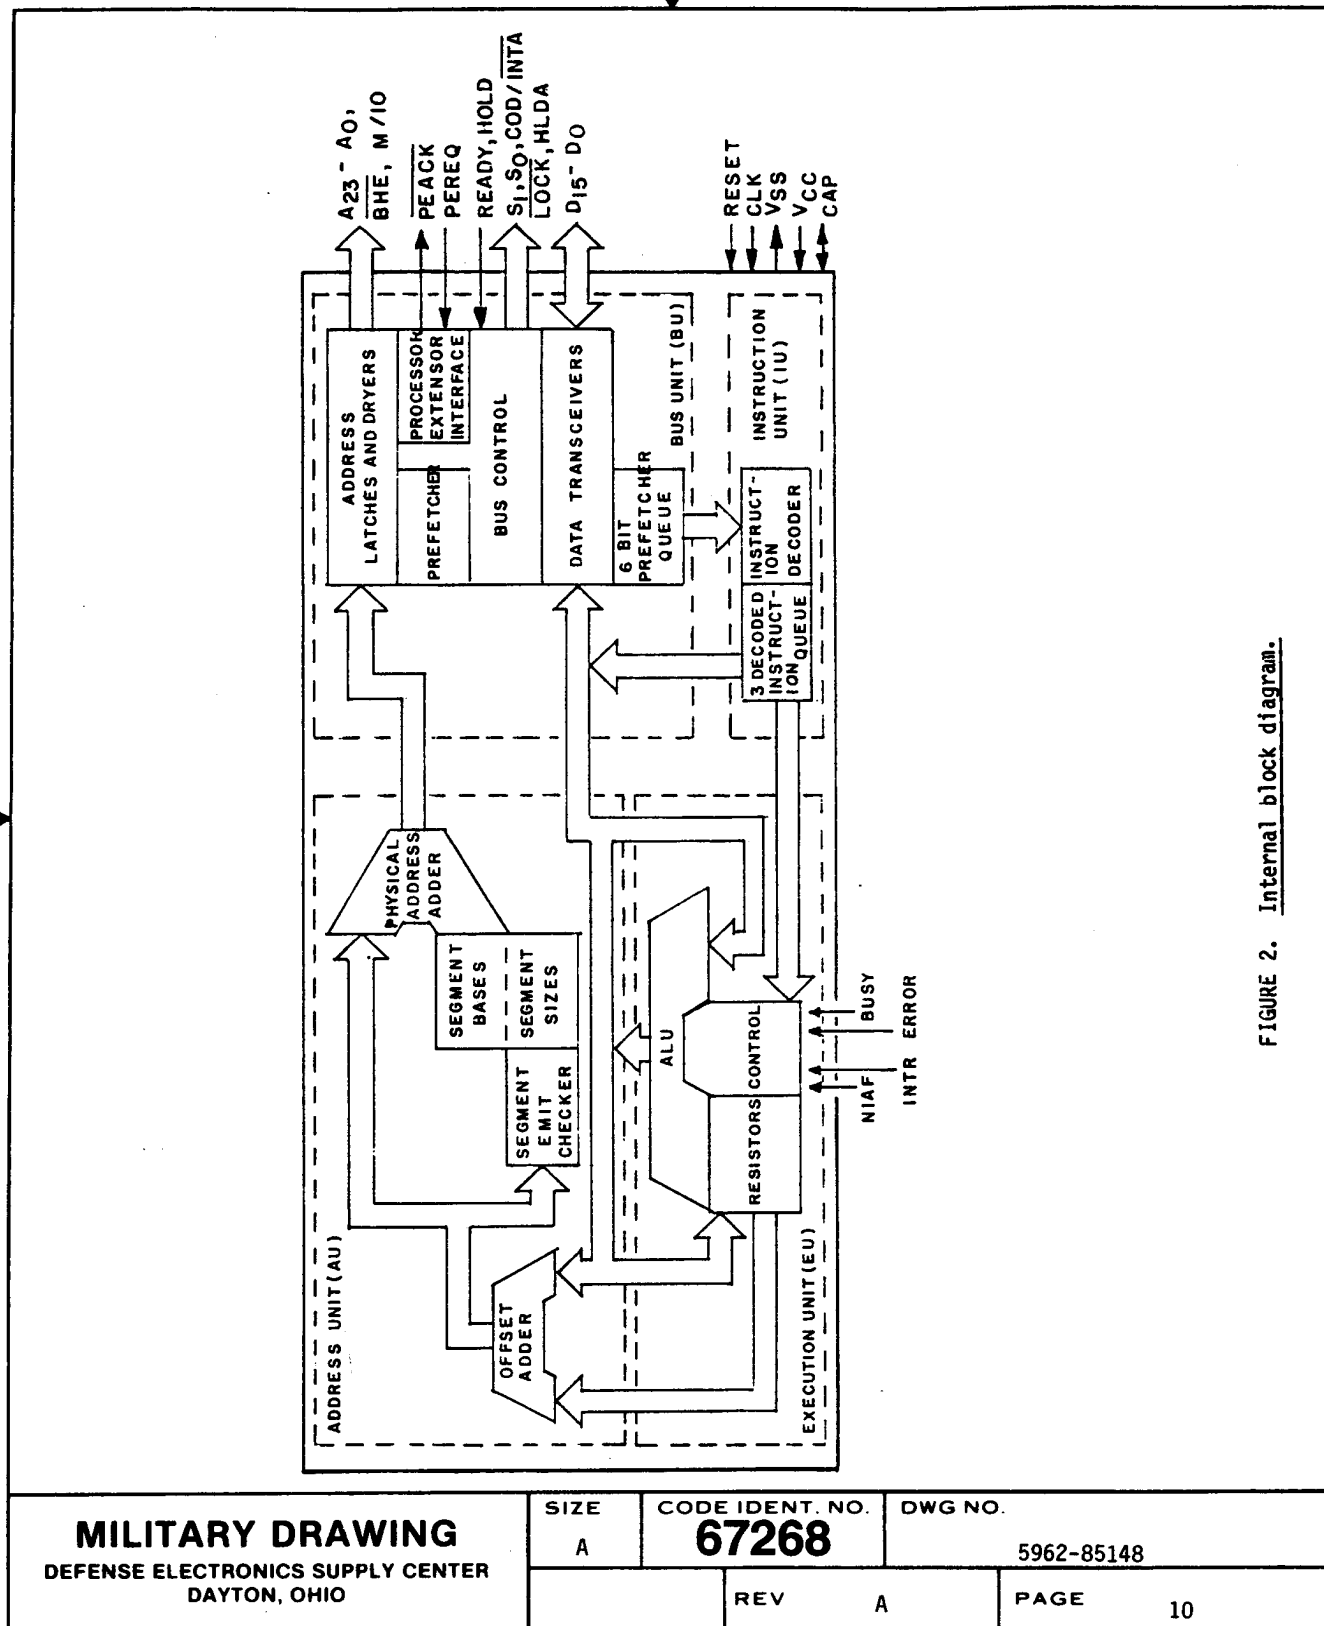 A23- A0,
BHE, M/IO
PEACK
PEREQ
READY, HOLD
S1, S0, COD/INTA
LOCK, HLDA
D15- D0
RESET
CLK
VSS
VCC
CAP
ADDRESS
LATCHES AND DRYERS
PROCESSOR
EXTENSOR
INTERFACE
PREFETCHER
BUS CONTROL
DATA TRANSCEIVERS
6 BIT
PREFETCHER
QUEUE
BUS UNIT (BU)
INSTRUCTION
UNIT (IU)
INSTRUCT-
ION
DECODER
3 DECODED
INSTRUCT-
ION QUEUE
PHYSICAL
ADDRESS
ADDER
SEGMENT
BASES
SEGMENT
SIZES
SEGMENT
EMIT
CHECKER
ADDRESS UNIT (AU)
OFFSET
ADDER
ALU
RESISTORS
CONTROL
EXECUTION UNIT (EU)
BUSY
ERROR
INTR
NIAF
FIGURE 2. Internal block diagram.
MILITARY DRAWING
DEFENSE ELECTRONICS SUPPLY CENTER
DAYTON, OHIO
SIZE
A
CODE IDENT. NO.
67268
DWG NO.
5962-85148
REV A
PAGE 10